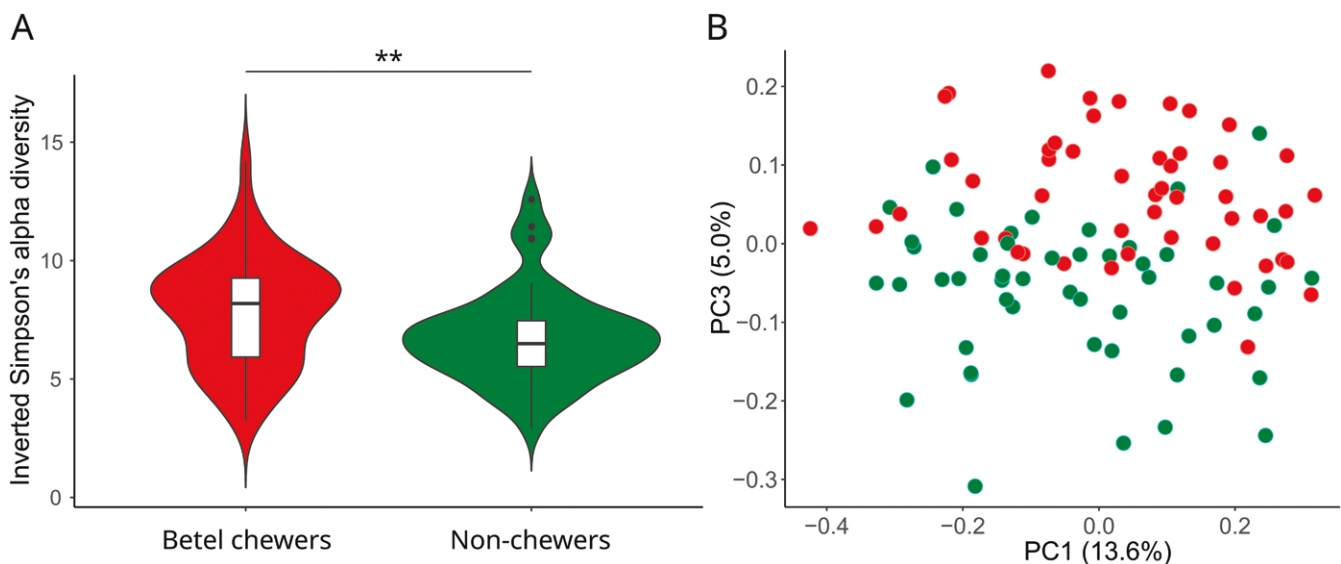 A
**
Inverted Simpson's alpha diversity
15
10
5
0
Betel chewers
Non-chewers
B
PC3 (5.0%)
0.2
0.1
0.0
−0.1
−0.2
−0.3
−0.4
−0.2
0.0
0.2
PC1 (13.6%)